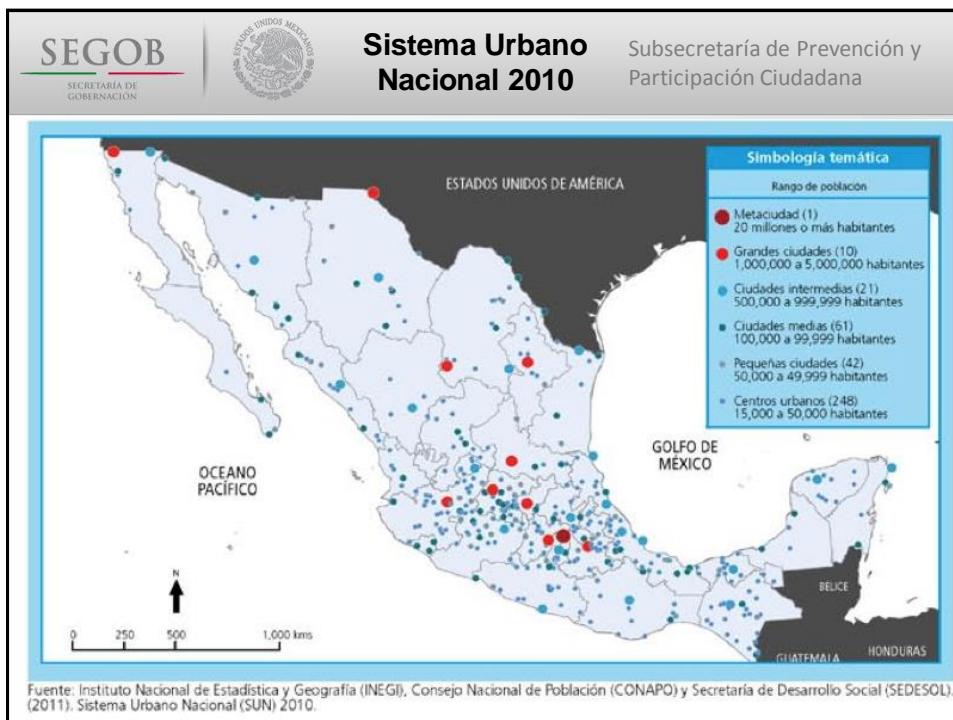 SEGOB
SECRETARÍA DE
GOBERNACIÓN
ESTADOS UNIDOS MEXICANOS
Sistema Urbano
Nacional 2010
Subsecretaría de Prevención y
Participación Ciudadana
ESTADOS UNIDOS DE AMÉRICA
Simbología temática
Rango de población
Metaciudad (1)
20 millones o más habitantes
Grandes ciudades (10)
1,000,000 a 5,000,000 habitantes
Ciudades intermedias (21)
500,000 a 999,999 habitantes
Ciudades medias (61)
100,000 a 99,999 habitantes
Pequeñas ciudades (42)
50,000 a 49,999 habitantes
Centros urbanos (248)
15,000 a 50,000 habitantes
GOLFO DE
MÉXICO
OCEANO
PACÍFICO
N
0 250 500 1,000 kms
BELICE
GUATEMALA
HONDURAS
Fuente: Instituto Nacional de Estadística y Geografía (INEGI), Consejo Nacional de Población (CONAPO) y Secretaría de Desarrollo Social (SEDESOL).
(2011). Sistema Urbano Nacional (SUN) 2010.